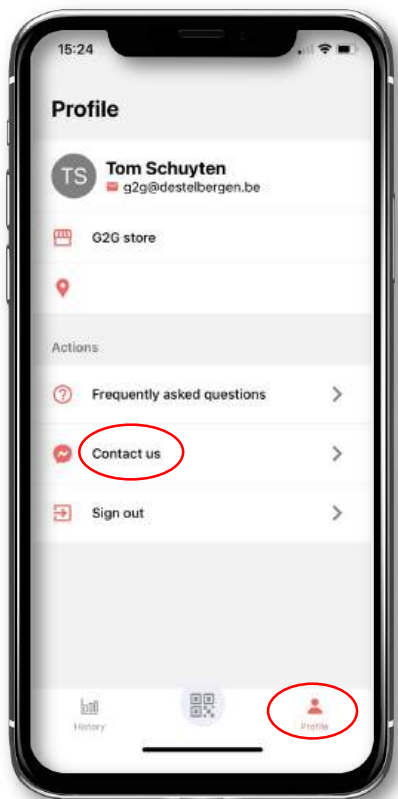 15:24
Profile
TS
Tom Schuyten
g2g@destelbergen.be
G2G store
Actions
Frequently asked questions
Contact us
Sign out
History
Profile